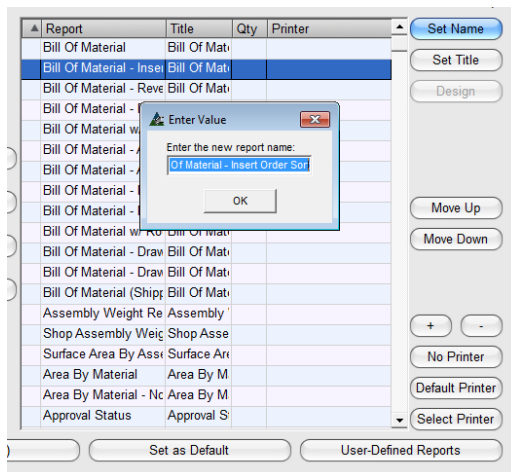 Report Title Qty Printer
Set Name
Bill Of Material Bill Of Mat
Set Title
Bill Of Material - Inser Bill Of Mat
Bill Of Material - Reve Bill Of Mat
Design
Bill Of Material -
Enter Value
Bill Of Material w
Enter the new report name:
Bill Of Material -
Of Material - Insert Order Sor
Bill Of Material -
Bill Of Material -
OK
Bill Of Material -
Move Up
Bill Of Material w/ Bill Of Mat
Move Down
Bill Of Material - Draw Bill Of Mat
Bill Of Material - Draw Bill Of Mat
Bill Of Material (Shipp Bill Of Mat
Assembly Weight Re Assembly
+ -
Shop Assembly Weig Shop Asse
Surface Area By Asse Surface Are
No Printer
Area By Material Area By M
Default Printer
Area By Material - No Area By M
Approval Status Approval S
Select Printer
) Set as Default User-Defined Reports